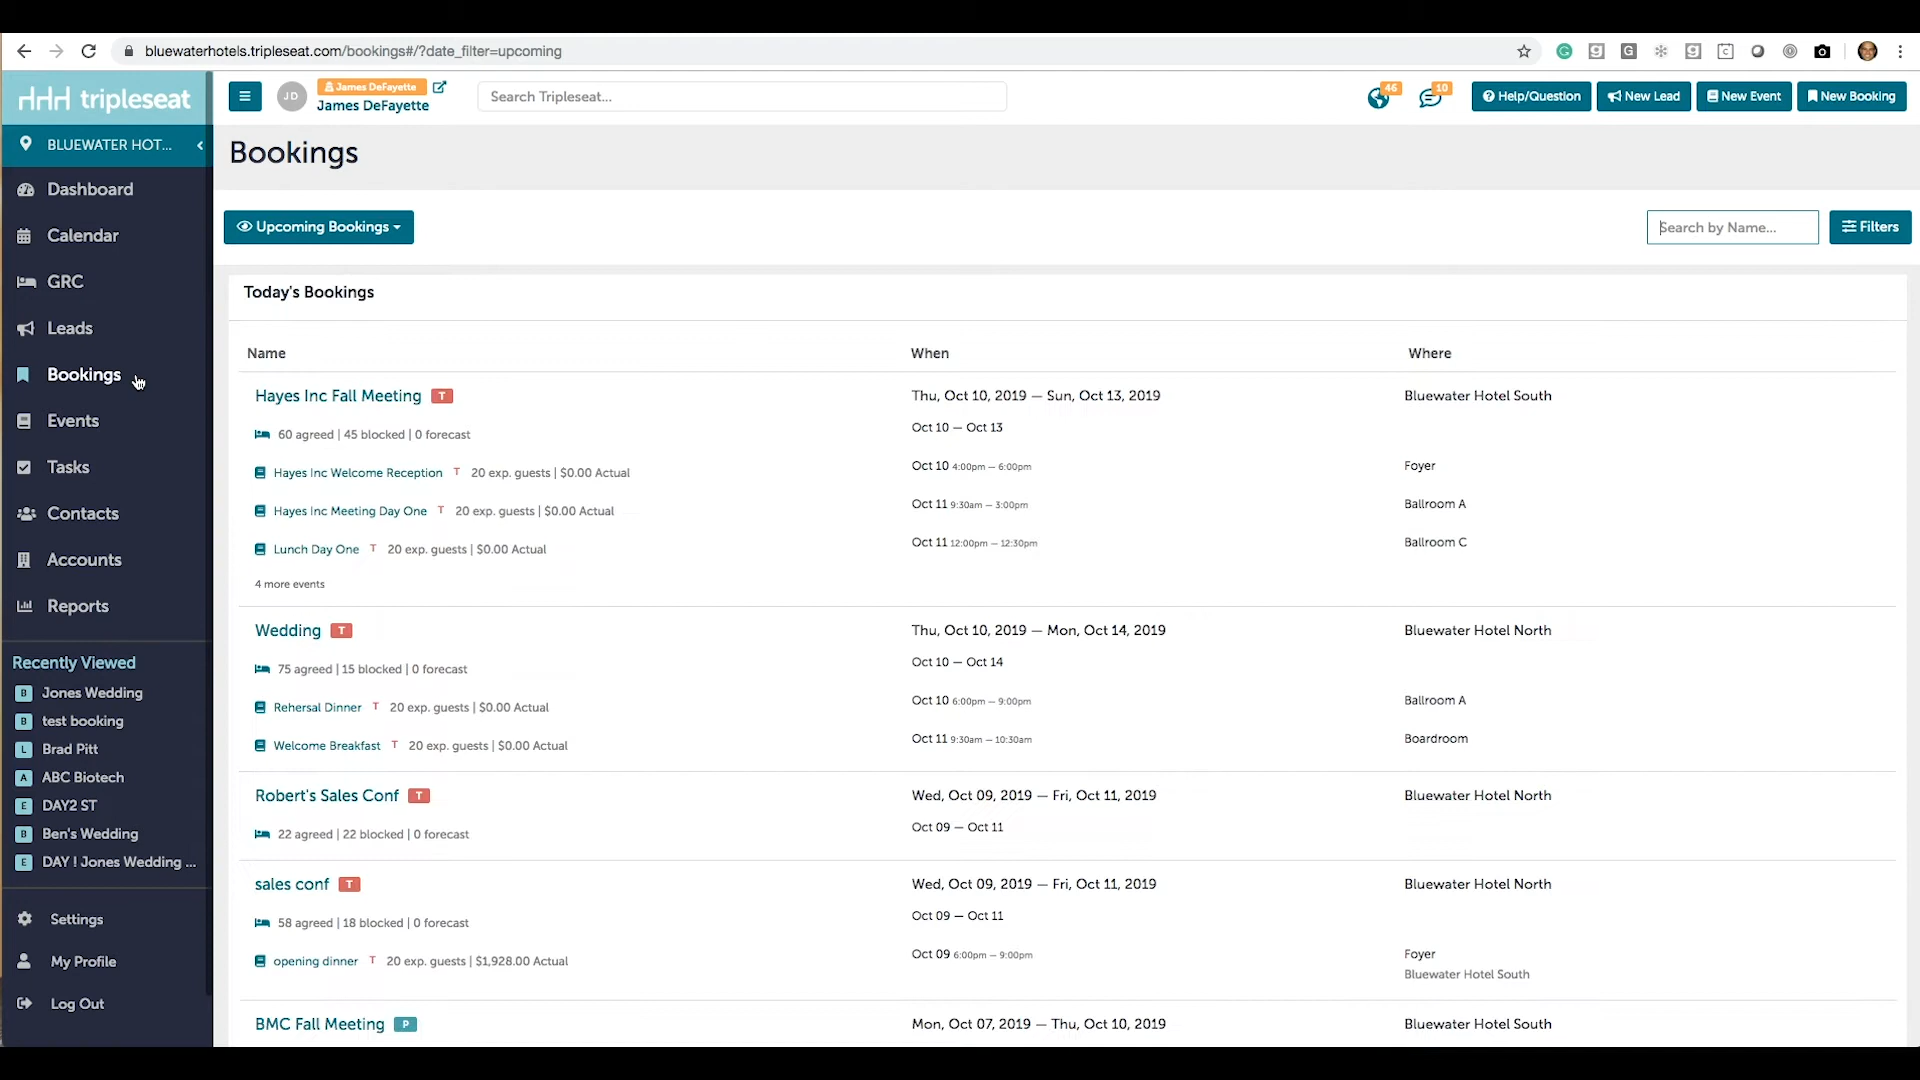 bluewaterhotels.tripleseat.com/bookings#/?date_filter=upcoming
tripleseat
JD
James DeFayette
James DeFayette
Search Tripleseat...
46
10
Help/Question
New Lead
New Event
New Booking
BLUEWATER HOT...
Dashboard
Calendar
GRC
Leads
Bookings
Events
Tasks
Contacts
Accounts
Reports
Recently Viewed
B Jones Wedding
B test booking
L Brad Pitt
A ABC Biotech
E DAY2 ST
B Ben's Wedding
E DAY ! Jones Wedding ...
Settings
My Profile
Log Out
Bookings
Upcoming Bookings
Search by Name...
Filters
Today's Bookings
Name When Where
Hayes Inc Fall Meeting T Thu, Oct 10, 2019 — Sun, Oct 13, 2019 Bluewater Hotel South
60 agreed | 45 blocked | 0 forecast Oct 10 — Oct 13
Hayes Inc Welcome Reception T 20 exp. guests | $0.00 Actual Oct 10 4:00pm — 6:00pm Foyer
Hayes Inc Meeting Day One T 20 exp. guests | $0.00 Actual Oct 11 9:30am — 3:00pm Ballroom A
Lunch Day One T 20 exp. guests | $0.00 Actual Oct 11 12:00pm — 12:30pm Ballroom C
4 more events
Wedding T Thu, Oct 10, 2019 — Mon, Oct 14, 2019 Bluewater Hotel North
75 agreed | 15 blocked | 0 forecast Oct 10 — Oct 14
Rehersal Dinner T 20 exp. guests | $0.00 Actual Oct 10 6:00pm — 9:00pm Ballroom A
Welcome Breakfast T 20 exp. guests | $0.00 Actual Oct 11 9:30am — 10:30am Boardroom
Robert's Sales Conf T Wed, Oct 09, 2019 — Fri, Oct 11, 2019 Bluewater Hotel North
22 agreed | 22 blocked | 0 forecast Oct 09 — Oct 11
sales conf T Wed, Oct 09, 2019 — Fri, Oct 11, 2019 Bluewater Hotel North
58 agreed | 18 blocked | 0 forecast Oct 09 — Oct 11
opening dinner T 20 exp. guests | $1,928.00 Actual Oct 09 6:00pm — 9:00pm Foyer
Bluewater Hotel South
BMC Fall Meeting P Mon, Oct 07, 2019 — Thu, Oct 10, 2019 Bluewater Hotel South